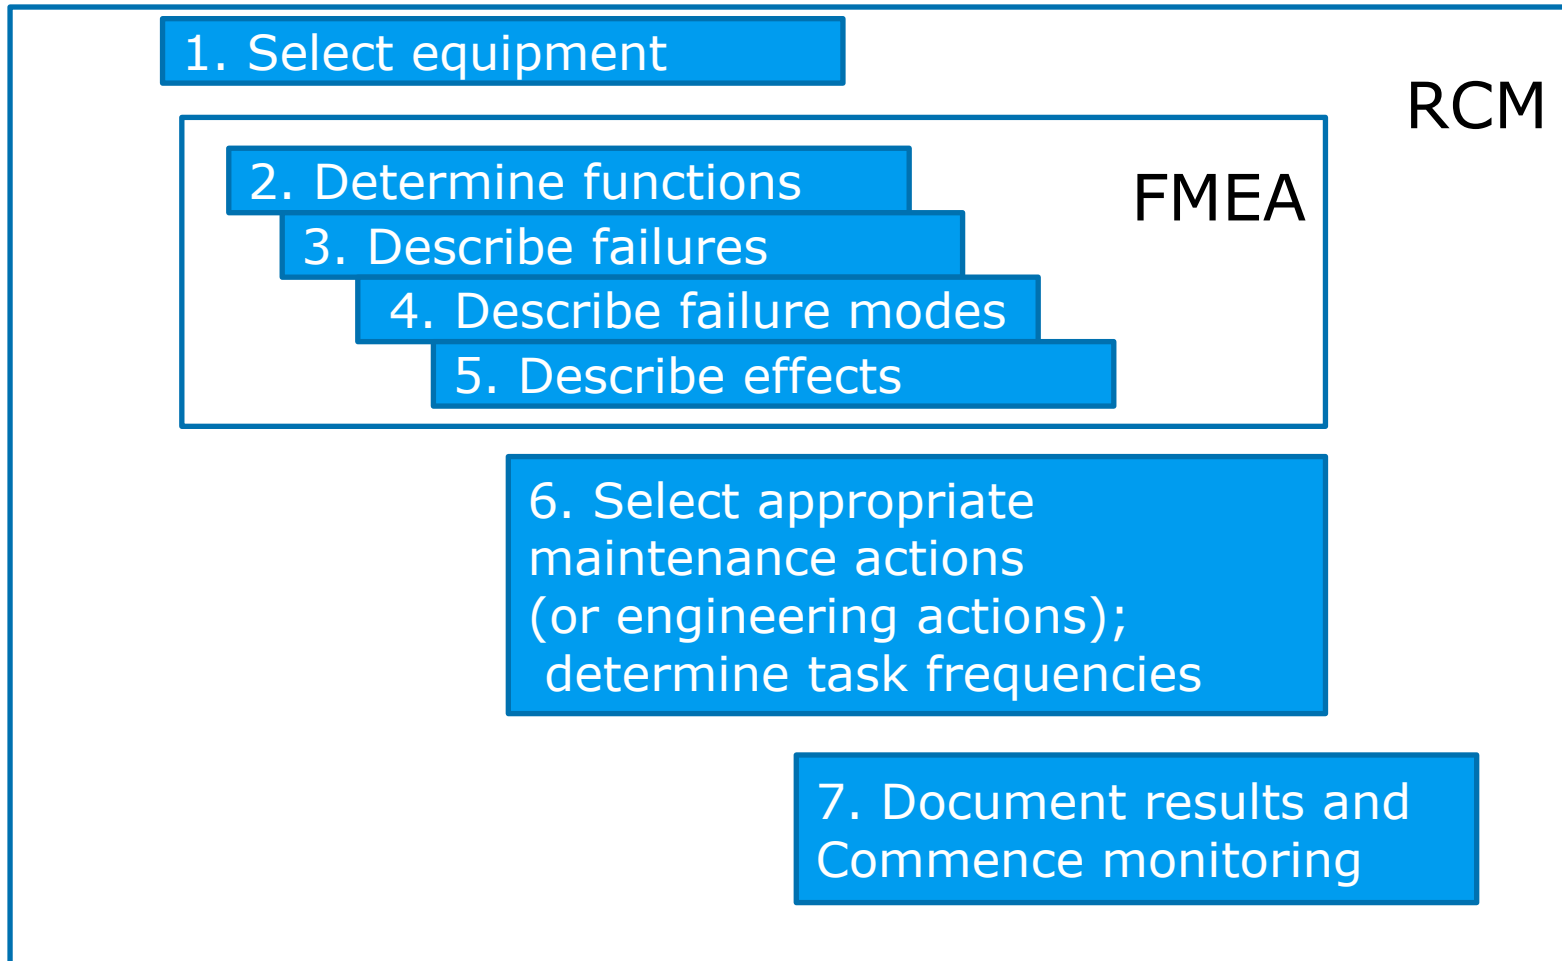 1. Select equipment
RCM
2. Determine functions
FMEA
3. Describe failures
4. Describe failure modes
5. Describe effects
6. Select appropriate
maintenance actions
(or engineering actions);
determine task frequencies
7. Document results and
Commence monitoring